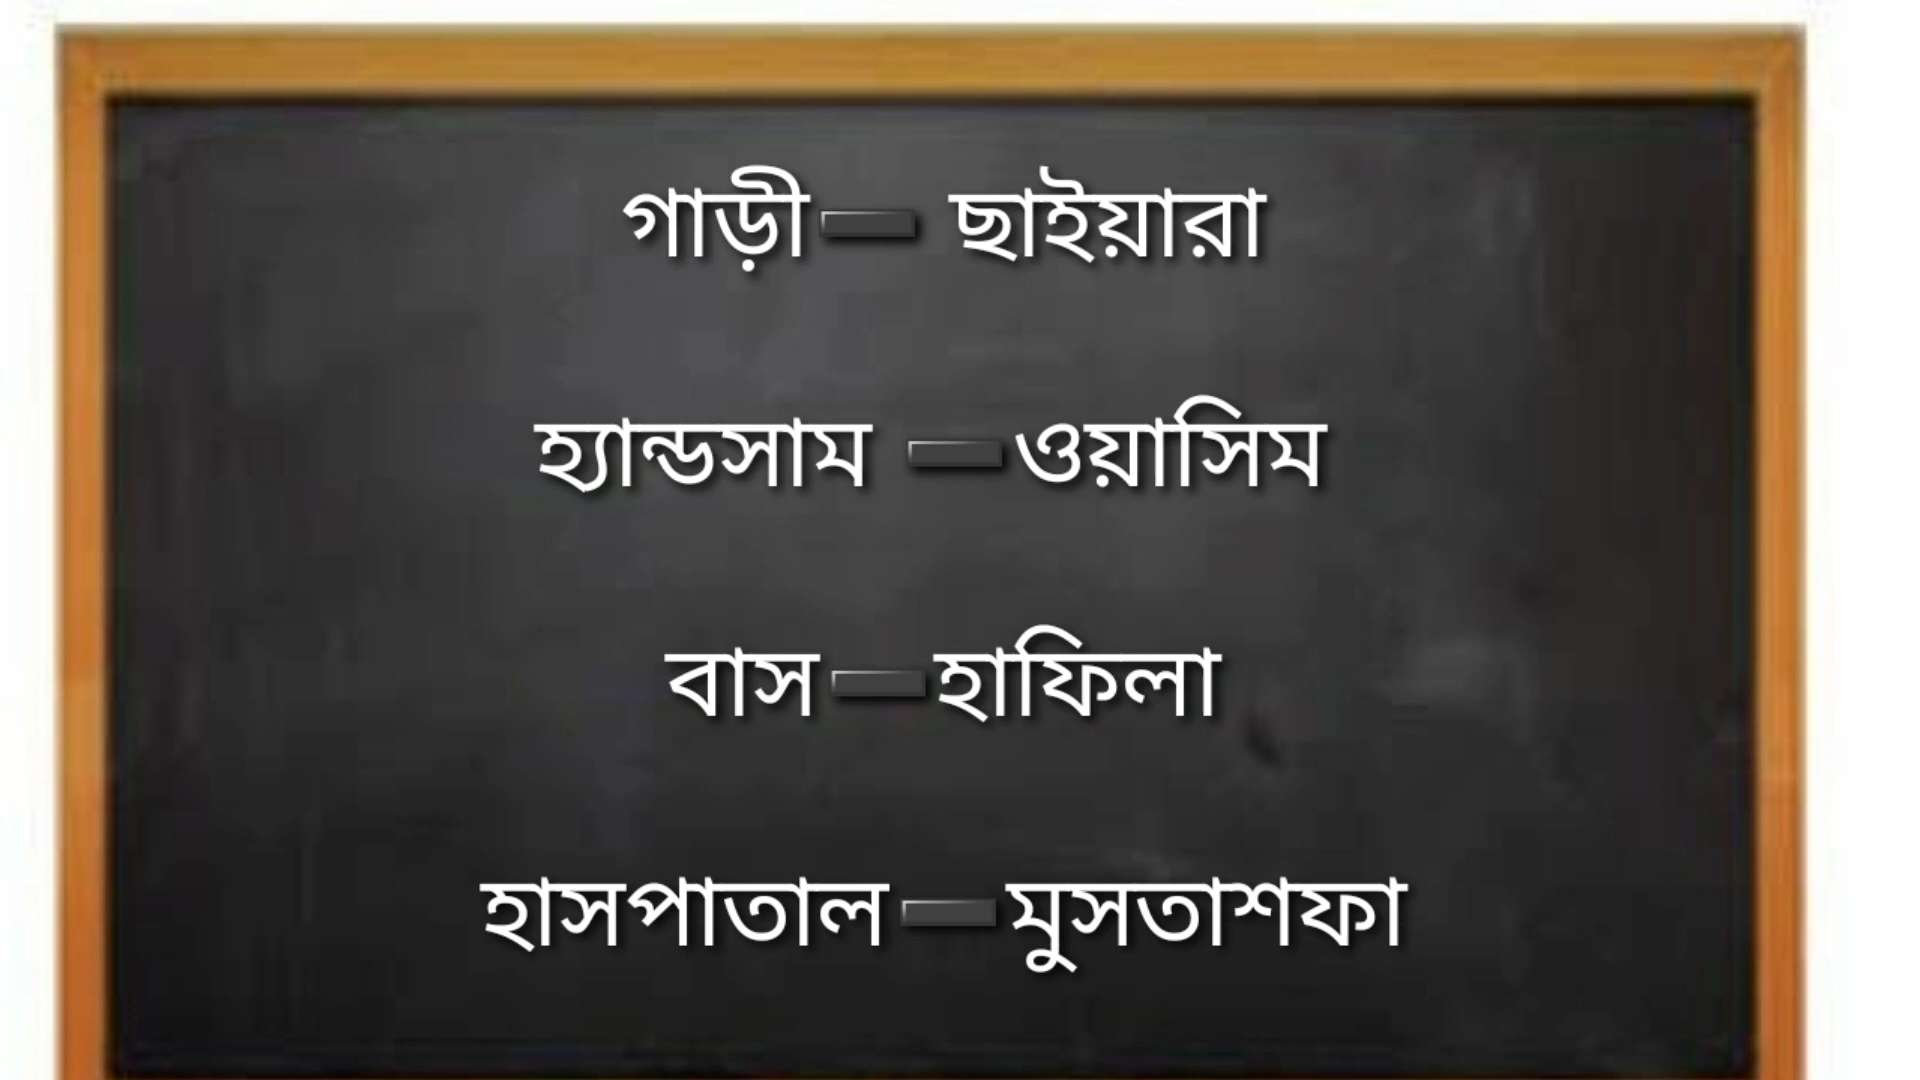 গাড়ী➖ ছাইয়ারা
হ্যান্ডসাম ➖ওয়াসিম
বাস➖হাফিলা
হাসপাতাল➖মুসতাশফা